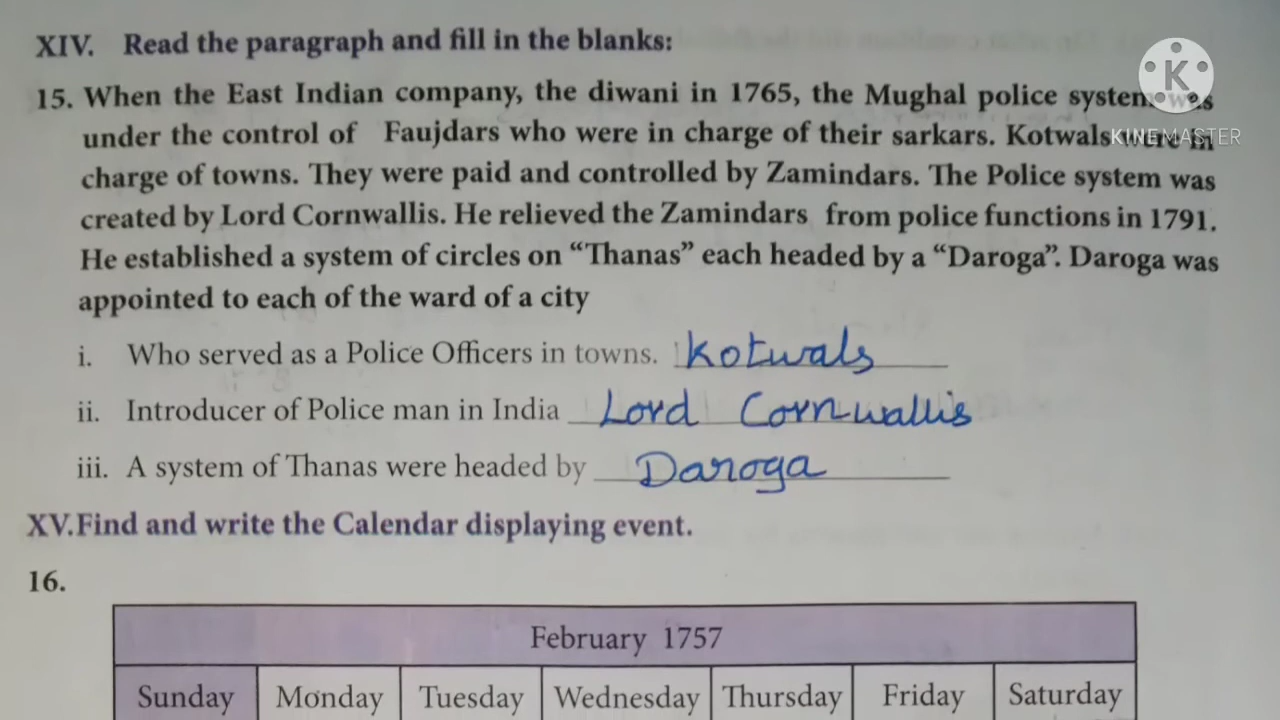 XIV. Read the paragraph and fill in the blanks:
15. When the East Indian company, the diwani in 1765, the Mughal police system was
under the control of Faujdars who were in charge of their sarkars. Kotwals were in
charge of towns. They were paid and controlled by Zamindars. The Police system was
created by Lord Cornwallis. He relieved the Zamindars from police functions in 1791.
He established a system of circles on “Thanas” each headed by a “Daroga”. Daroga was
appointed to each of the ward of a city
i. Who served as a Police Officers in towns. Kotwals
ii. Introducer of Police man in India Lord Cornwallis
iii. A system of Thanas were headed by Daroga
XV.Find and write the Calendar displaying event.
16.
February 1757
Sunday Monday Tuesday Wednesday Thursday Friday Saturday
K
KINEMASTER